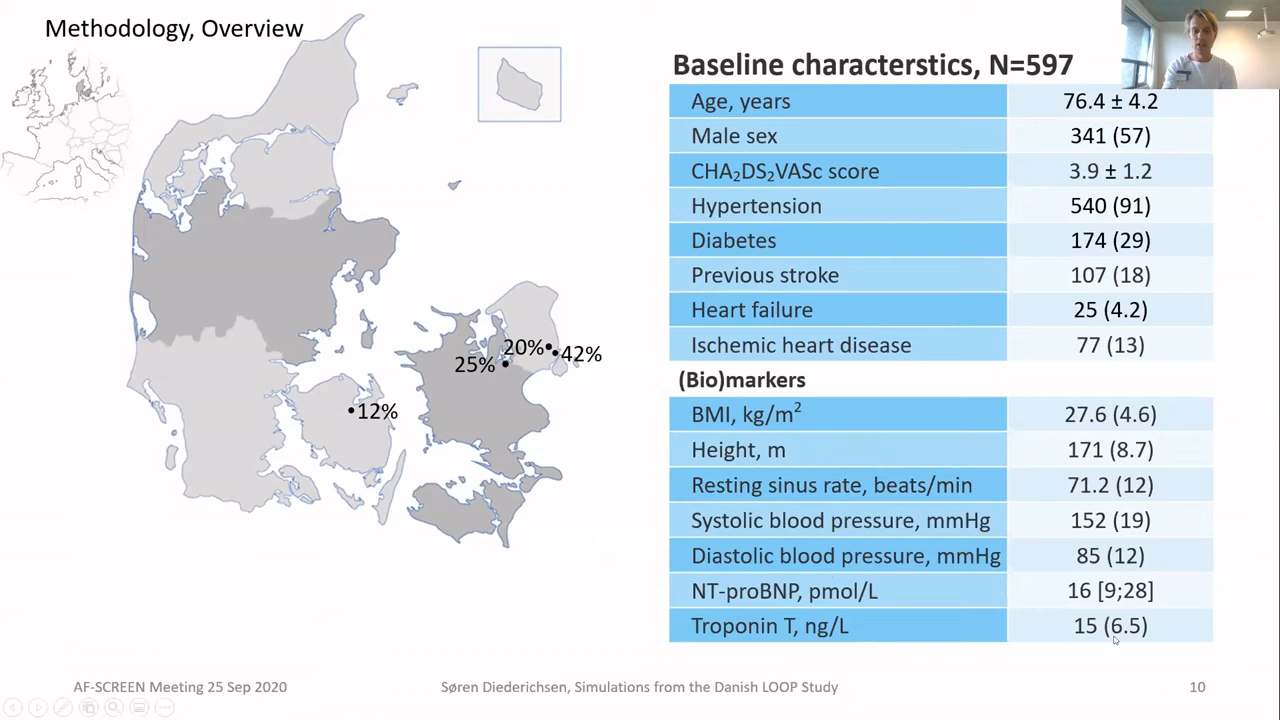 Methodology, Overview
20%
42%
25%
12%
Baseline characterstics, N=597
Age, years 76.4 ± 4.2
Male sex 341 (57)
CHA₂DS₂VASc score 3.9 ± 1.2
Hypertension 540 (91)
Diabetes 174 (29)
Previous stroke 107 (18)
Heart failure 25 (4.2)
Ischemic heart disease 77 (13)
(Bio)markers
BMI, kg/m² 27.6 (4.6)
Height, m 171 (8.7)
Resting sinus rate, beats/min 71.2 (12)
Systolic blood pressure, mmHg 152 (19)
Diastolic blood pressure, mmHg 85 (12)
NT-proBNP, pmol/L 16 [9;28]
Troponin T, ng/L 15 (6.5)
AF-SCREEN Meeting 25 Sep 2020 Søren Diederichsen, Simulations from the Danish LOOP Study 10